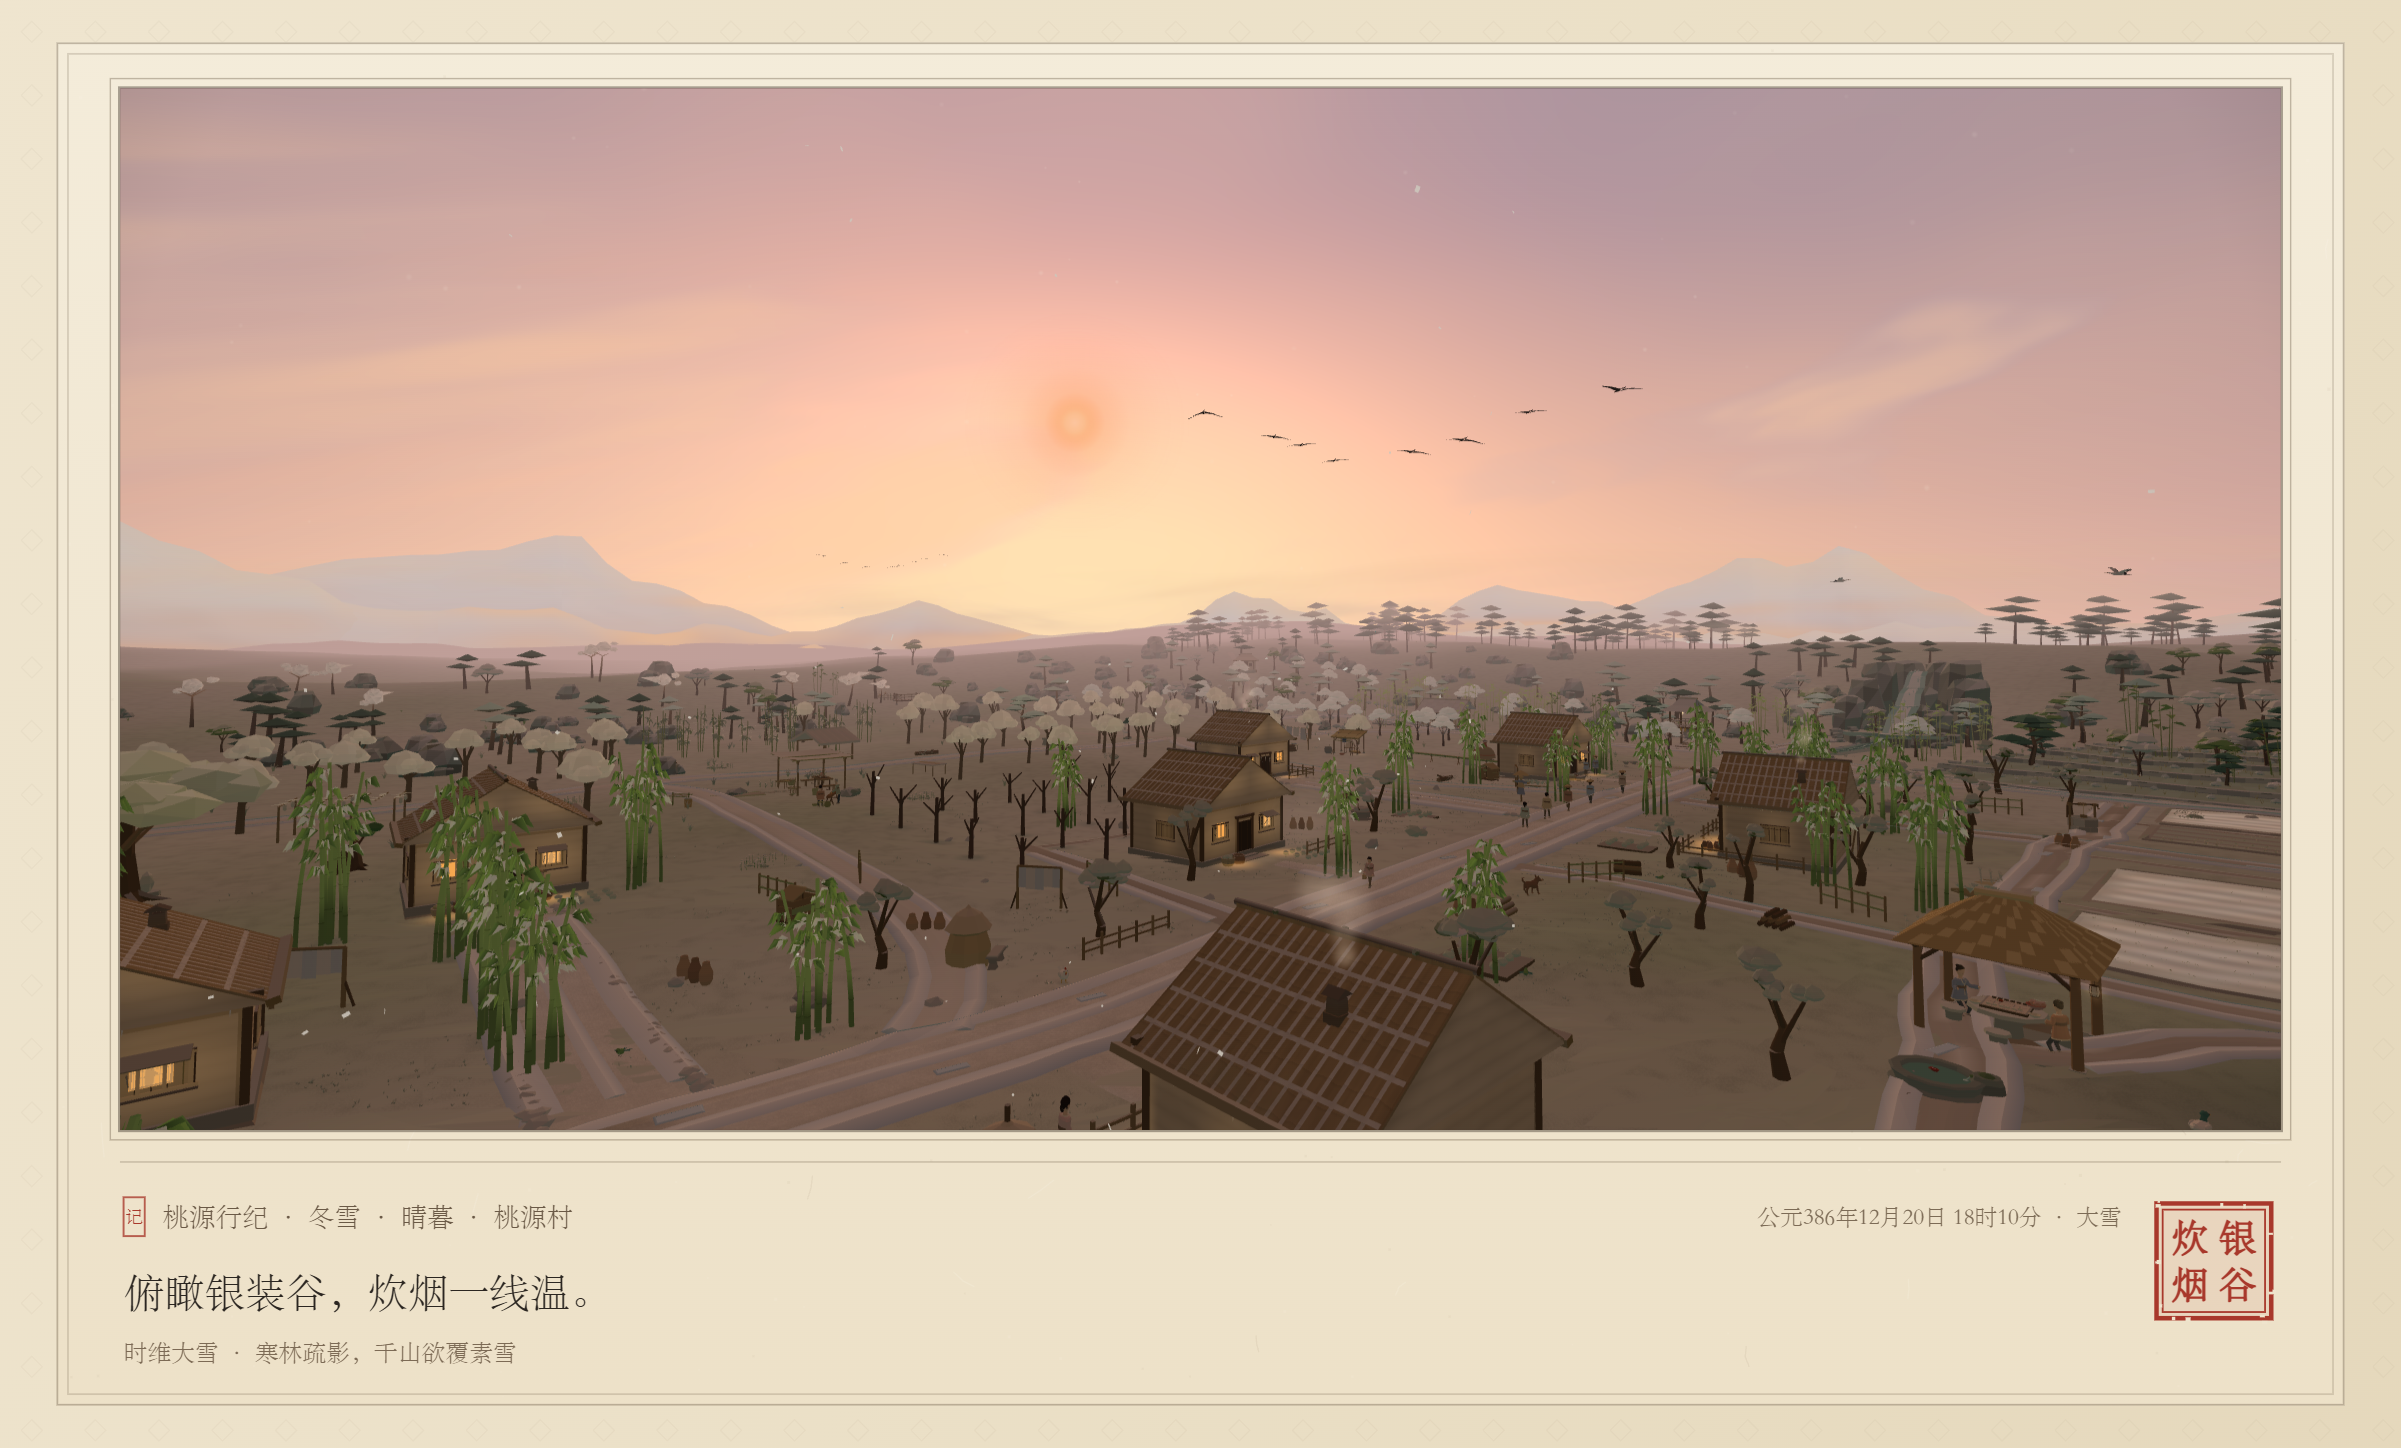 记 桃源行纪 · 冬雪 · 晴暮 · 桃源村
公元386年12月20日 18时10分 · 大雪
银谷
炊烟
俯瞰银装谷，炊烟一线温。
时维大雪 · 寒林疏影，千山欲覆素雪